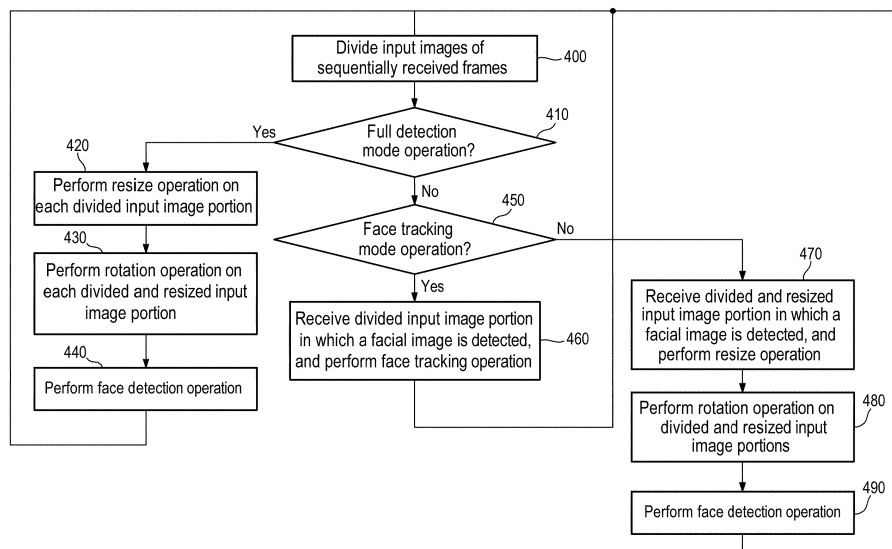 Divide input images of
sequentially received frames
400
Full detection
mode operation?
410
Yes
No
420
Perform resize operation on
each divided input image portion
430
Perform rotation operation on
each divided and resized input
image portion
440
Perform face detection operation
Face tracking
mode operation?
450
No
Yes
Receive divided input image portion
in which a facial image is detected,
and perform face tracking operation
460
470
Receive divided and resized
input image portion in which a
facial image is detected, and
perform resize operation
480
Perform rotation operation on
divided and resized input
image portions
490
Perform face detection operation